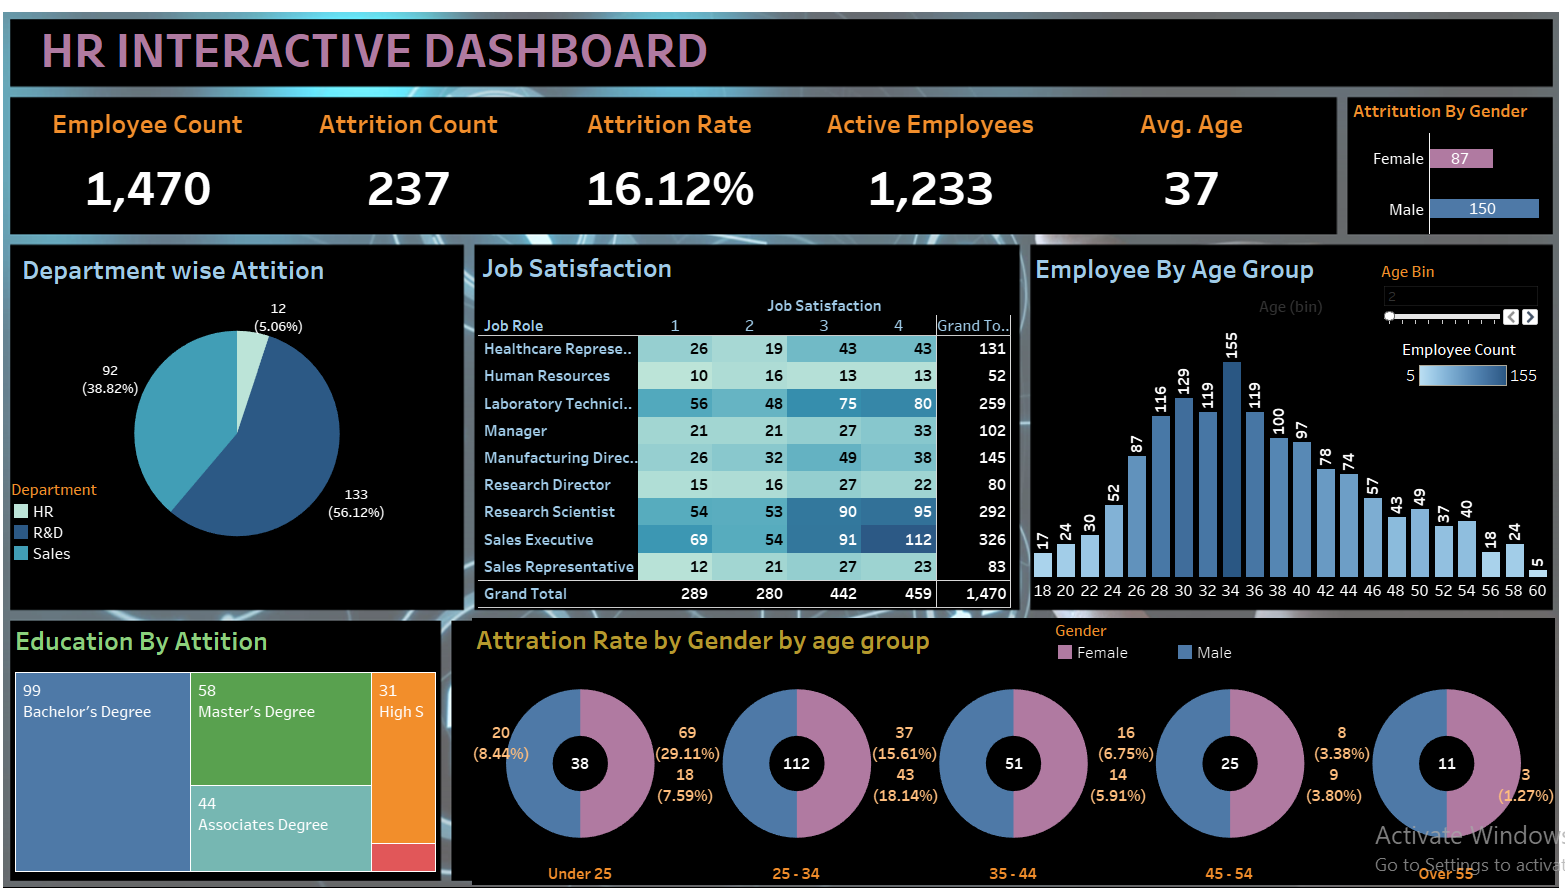 HR INTERACTIVE DASHBOARD
Employee Count
1,470
Attrition Count
237
Attrition Rate
16.12%
Active Employees
1,233
Avg. Age
37
Attritution By Gender
Female 87
Male 150
Department wise Attition
12
(5.06%)
92
(38.82%)
133
(56.12%)
Department
HR
R&D
Sales
Job Satisfaction
Job Satisfaction
Job Role 1 2 3 4 Grand To..
Healthcare Represe.. 26 19 43 43 131
Human Resources 10 16 13 13 52
Laboratory Technici.. 56 48 75 80 259
Manager 21 21 27 33 102
Manufacturing Direc.. 26 32 49 38 145
Research Director 15 16 27 22 80
Research Scientist 54 53 90 95 292
Sales Executive 69 54 91 112 326
Sales Representative 12 21 27 23 83
Grand Total 289 280 442 459 1,470
Employee By Age Group
Age Bin
2
Age (bin)
Employee Count
5 155
17 24 30 52 87 116 129 119 155 119 100 97 78 74 57 43 49 37 40 18 24 5
18 20 22 24 26 28 30 32 34 36 38 40 42 44 46 48 50 52 54 56 58 60
Education By Attition
99
Bachelor's Degree
58
Master's Degree
44
Associates Degree
31
High S
Attration Rate by Gender by age group
Gender
Female
Male
20
(8.44%)
38
18
(7.59%)
Under 25
69
(29.11%)
112
43
(18.14%)
25 - 34
37
(15.61%)
51
14
(5.91%)
35 - 44
16
(6.75%)
25
9
(3.80%)
45 - 54
8
(3.38%)
11
3
(1.27%)
Over 55
Activate Windows
Go to Settings to activa